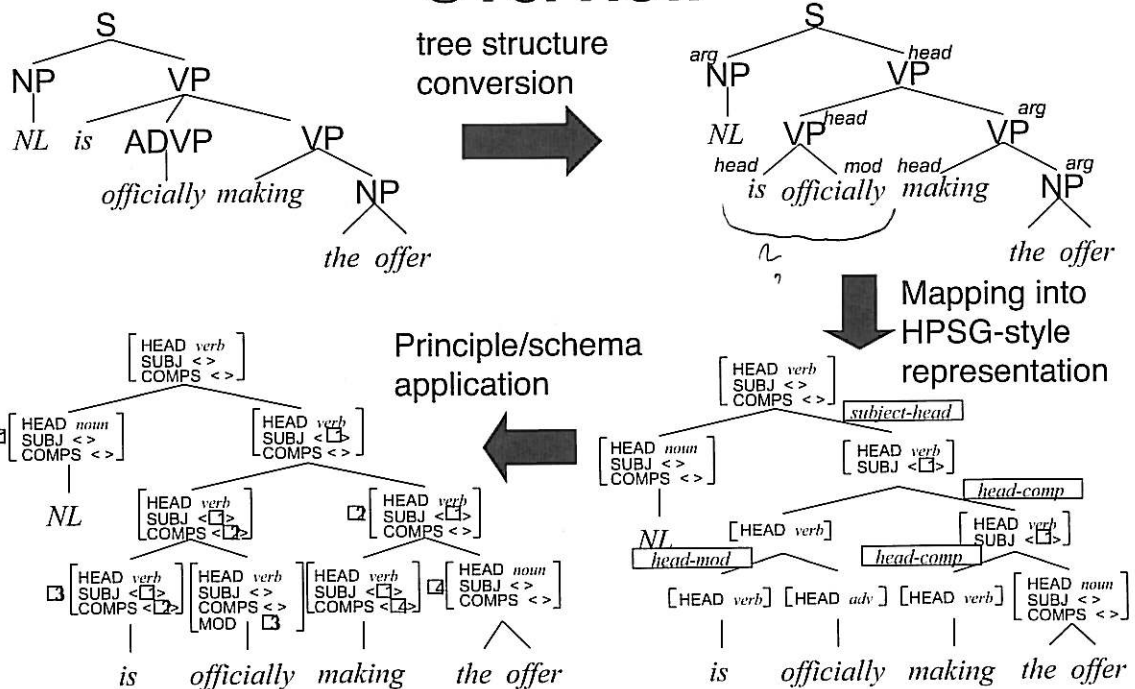 tree structure
conversion
S
NP VP
NL is ADVP VP
officially making NP
the offer
S
arg NP head VP
NL VP head VP arg
head is mod officially head making arg NP
the offer
Mapping into
HPSG-style
representation
HEAD verb
SUBJ < >
COMPS < >
subject-head
HEAD noun
SUBJ < >
COMPS < >
HEAD verb
SUBJ <1>
head-comp
NL
[HEAD verb]
HEAD verb
SUBJ <1>
head-mod
head-comp
[HEAD verb] [HEAD adv] [HEAD verb]
HEAD noun
SUBJ < >
COMPS < >
is officially making the offer
Principle/schema
application
HEAD verb
SUBJ < >
COMPS < >
HEAD noun
SUBJ < >
COMPS < >
HEAD verb
SUBJ <1>
COMPS < >
NL
HEAD verb
SUBJ <1>
COMPS <2>
2
HEAD verb
SUBJ <1>
COMPS < >
3
HEAD verb
SUBJ <1>
COMPS <2>
HEAD verb
SUBJ < >
COMPS < >
MOD 3
HEAD verb
SUBJ <1>
COMPS <4>
4
HEAD noun
SUBJ < >
COMPS < >
is officially making the offer